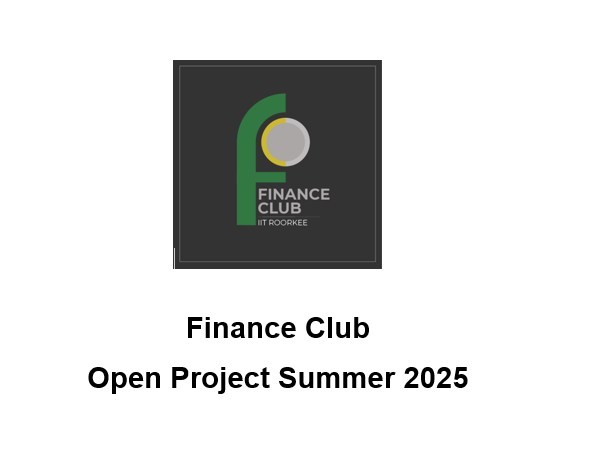 FINANCE
CLUB
IIT ROORKEE
Finance Club
Open Project Summer 2025